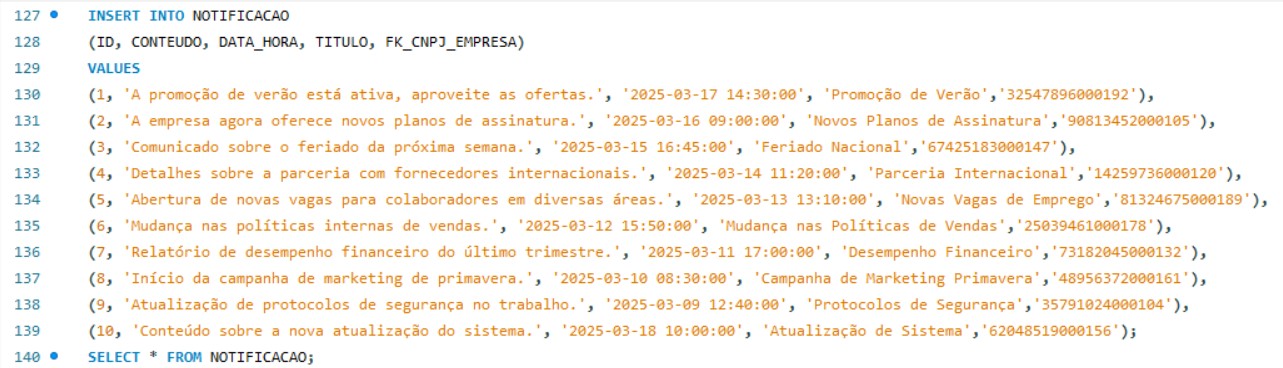 127 INSERT INTO NOTIFICACAO
128 (ID, CONTEUDO, DATA_HORA, TITULO, FK_CNPJ_EMPRESA)
129 VALUES
130 (1, 'A promoção de verão está ativa, aproveite as ofertas.', '2025-03-17 14:30:00', 'Promoção de Verão','32547896000192'),
131 (2, 'A empresa agora oferece novos planos de assinatura.', '2025-03-16 09:00:00', 'Novos Planos de Assinatura','90813452000105'),
132 (3, 'Comunicado sobre o feriado da próxima semana.', '2025-03-15 16:45:00', 'Feriado Nacional','67425183000147'),
133 (4, 'Detalhes sobre a parceria com fornecedores internacionais.', '2025-03-14 11:20:00', 'Parceria Internacional','14259736000120'),
134 (5, 'Abertura de novas vagas para colaboradores em diversas áreas.', '2025-03-13 13:10:00', 'Novas Vagas de Emprego','81324675000189'),
135 (6, 'Mudança nas políticas internas de vendas.', '2025-03-12 15:50:00', 'Mudança nas Políticas de Vendas','25039461000178'),
136 (7, 'Relatório de desempenho financeiro do último trimestre.', '2025-03-11 17:00:00', 'Desempenho Financeiro','73182045000132'),
137 (8, 'Início da campanha de marketing de primavera.', '2025-03-10 08:30:00', 'Campanha de Marketing Primavera','48956372000161'),
138 (9, 'Atualização de protocolos de segurança no trabalho.', '2025-03-09 12:40:00', 'Protocolos de Segurança','35791024000104'),
139 (10, 'Conteúdo sobre a nova atualização do sistema.', '2025-03-18 10:00:00', 'Atualização de Sistema','62048519000156');
140 SELECT * FROM NOTIFICACAO;